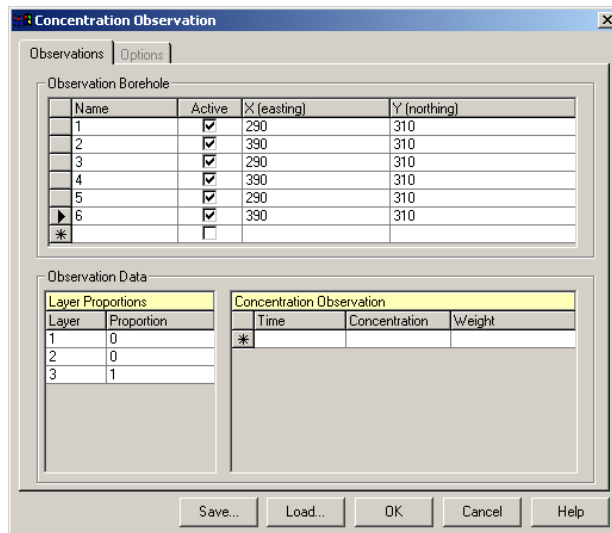 Concentration Observation
Observations Options
Observation Borehole
Name Active X (easting) Y (northing)
1 290 310
2 390 310
3 290 310
4 390 310
5 290 310
6 390 310
Observation Data
Layer Proportions
Layer Proportion
1 0
2 0
3 1
Concentration Observation
Time Concentration Weight
Save... Load... OK Cancel Help